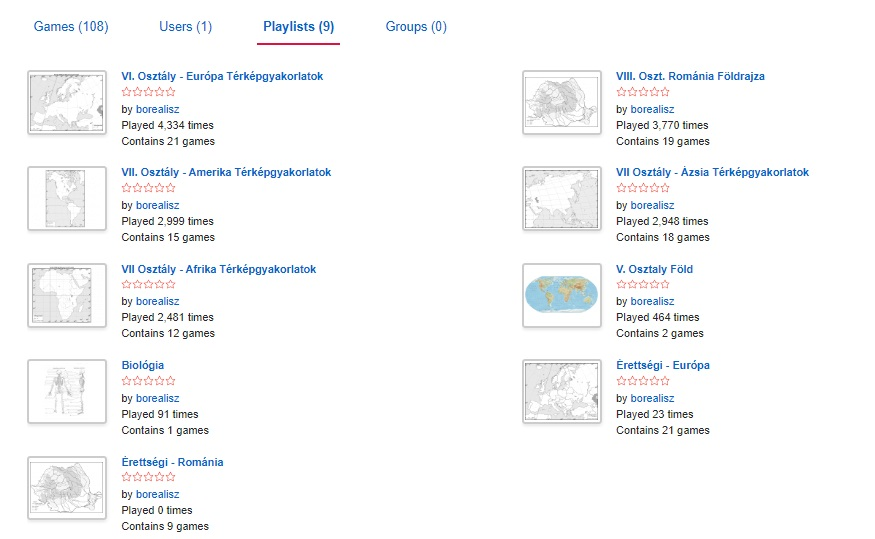 Games (108) Users (1) Playlists (9) Groups (0)
VI. Osztály - Európa Térképgyakorlatok
by borealisz
Played 4,334 times
Contains 21 games
VIII. Oszt. Románia Földrajza
by borealisz
Played 3,770 times
Contains 19 games
VII. Osztály - Amerika Térképgyakorlatok
by borealisz
Played 2,999 times
Contains 15 games
VII Osztály - Ázsia Térképgyakorlatok
by borealisz
Played 2,948 times
Contains 18 games
VII Osztály - Afrika Térképgyakorlatok
by borealisz
Played 2,481 times
Contains 12 games
V. Osztaly Föld
by borealisz
Played 464 times
Contains 2 games
Biológia
by borealisz
Played 91 times
Contains 1 games
Érettségi - Európa
by borealisz
Played 23 times
Contains 21 games
Érettségi - Románia
by borealisz
Played 0 times
Contains 9 games